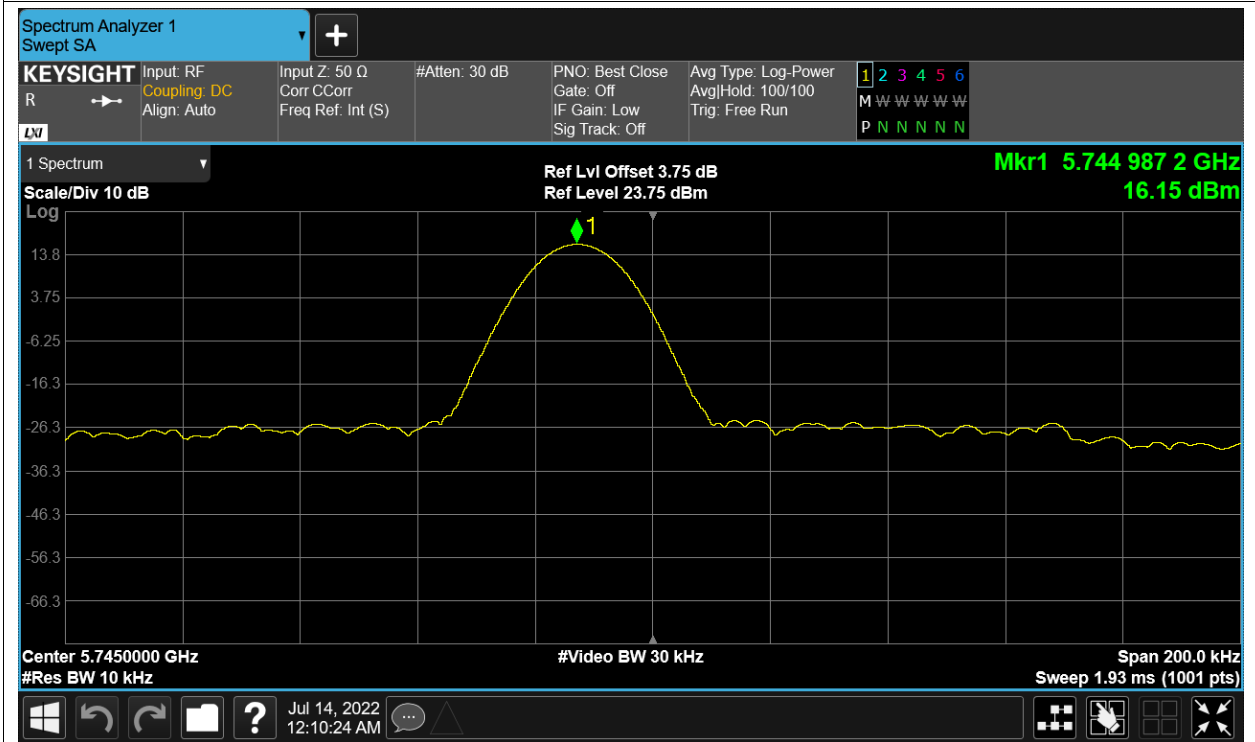 Spectrum Analyzer 1
Swept SA
+
KEYSIGHT
R
LXI
Input: RF
Coupling: DC
Align: Auto
Input Z: 50 Ω
Corr CCorr
Freq Ref: Int (S)
#Atten: 30 dB
PNO: Best Close
Gate: Off
IF Gain: Low
Sig Track: Off
Avg Type: Log-Power
Avg|Hold: 100/100
Trig: Free Run
1 2 3 4 5 6
M W W W W W
P N N N N N
1 Spectrum
Scale/Div 10 dB
Log
Ref Lvl Offset 3.75 dB
Ref Level 23.75 dBm
Mkr1 5.744 987 2 GHz
16.15 dBm
1
13.8
3.75
-6.25
-16.3
-26.3
-36.3
-46.3
-56.3
-66.3
Center 5.7450000 GHz
#Res BW 10 kHz
#Video BW 30 kHz
Span 200.0 kHz
Sweep 1.93 ms (1001 pts)
?
Jul 14, 2022
12:10:24 AM